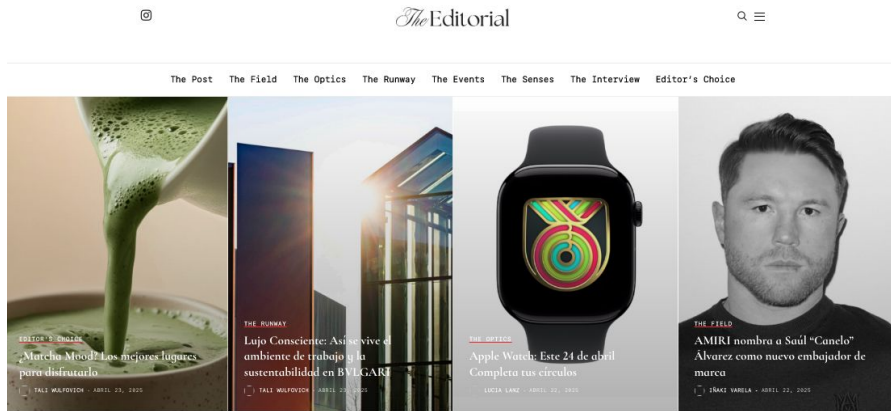 The Editorial
The Post The Field The Optics The Runway The Events The Senses The Interview Editor's Choice
EDITOR'S CHOICE
¿Matcha Mood? Los mejores lugares
para disfrutarlo
TALI WULFOVICH - ABRIL 23, 2025
THE RUNWAY
Lujo Consciente: Así se vive el
ambiente de trabajo y la
sustentabilidad en BVLGARI
TALI WULFOVICH - ABRIL 23, 2025
THE OPTICS
Apple Watch: Este 24 de abril
Completa tus círculos
LUCIA LANZ - ABRIL 22, 2025
THE FIELD
AMIRI nombra a Saúl “Canelo”
Álvarez como nuevo embajador de
marca
IÑAKI VARELA - ABRIL 22, 2025